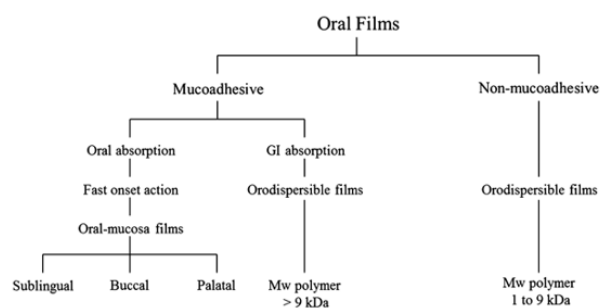 Oral Films
Mucoadhesive
Non-mucoadhesive
Oral absorption
GI absorption
Fast onset action
Orodispersible films
Orodispersible films
Oral-mucosa films
Sublingual
Buccal
Palatal
Mw polymer
> 9 kDa
Mw polymer
1 to 9 kDa